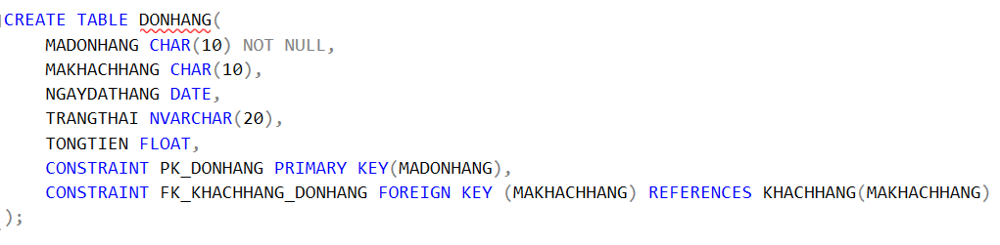 CREATE TABLE DONHANG(
MADONHANG CHAR(10) NOT NULL,
MAKHACHHANG CHAR(10),
NGAYDATHANG DATE,
TRANGTHAI NVARCHAR(20),
TONGTIEN FLOAT,
CONSTRAINT PK_DONHANG PRIMARY KEY(MADONHANG),
CONSTRAINT FK_KHACHHANG_DONHANG FOREIGN KEY (MAKHACHHANG) REFERENCES KHACHHANG(MAKHACHHANG)
);